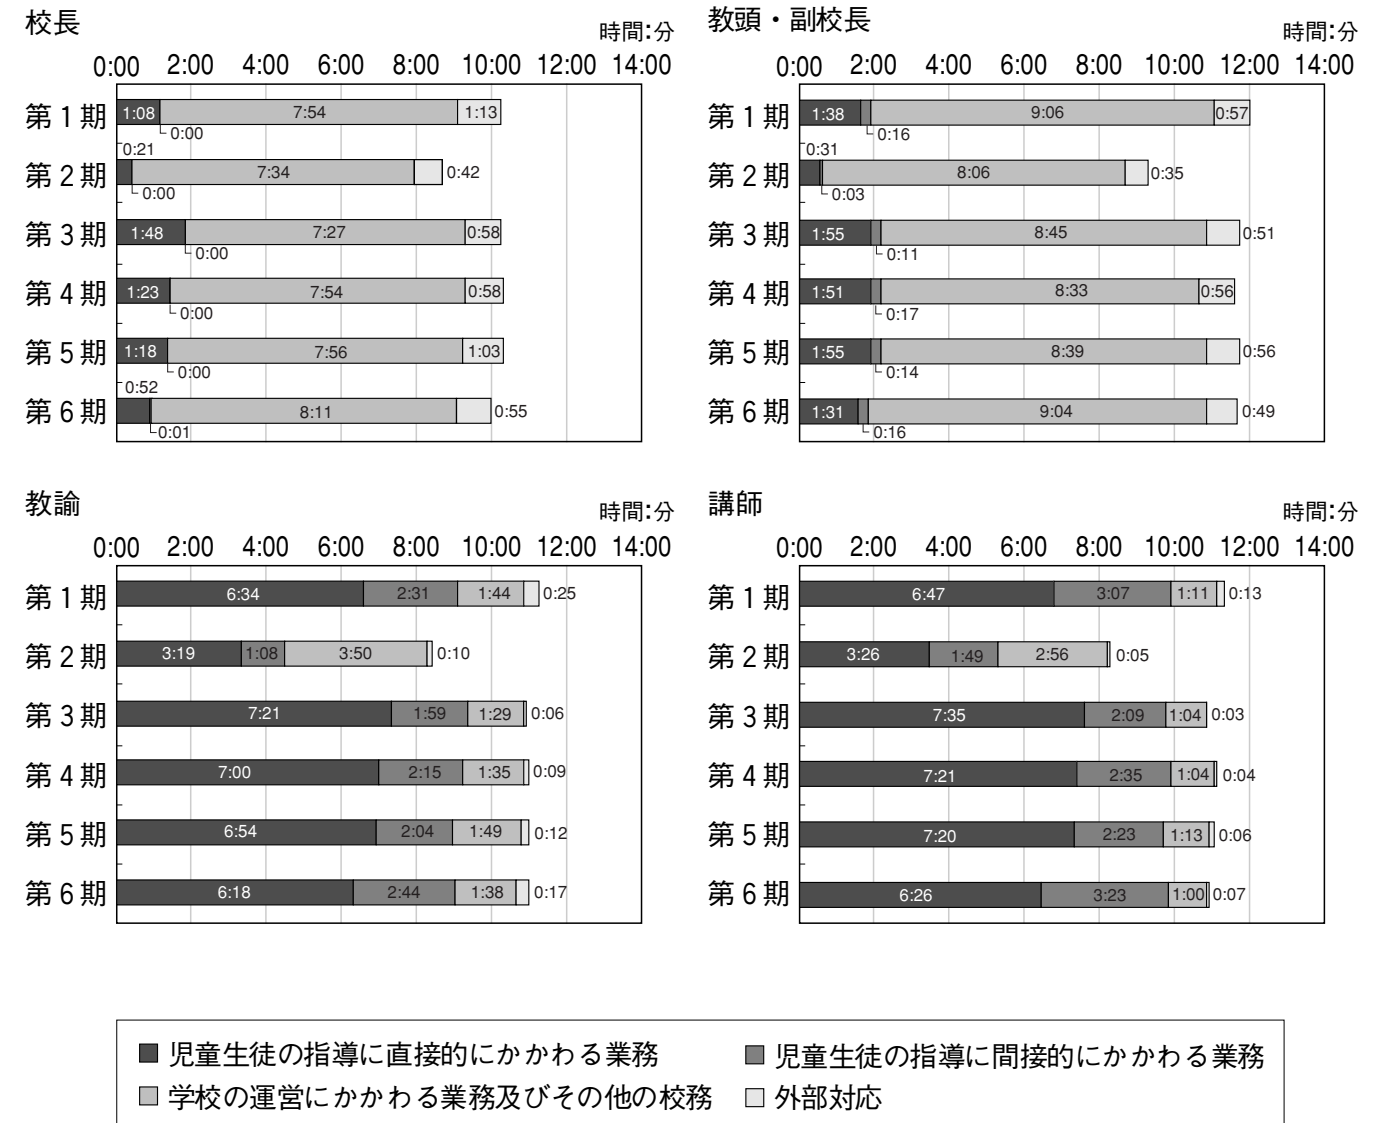 校長
時間:分
0:00 2:00 4:00 6:00 8:00 10:00 12:00 14:00
第1期 1:08 7:54 1:13
0:00
0:21
第2期 7:34 0:42
0:00
第3期 1:48 7:27 0:58
0:00
第4期 1:23 7:54 0:58
0:00
第5期 1:18 7:56 1:03
0:00
0:52
第6期 8:11 0:55
0:01
教頭・副校長
時間:分
0:00 2:00 4:00 6:00 8:00 10:00 12:00 14:00
第1期 1:38 9:06 0:57
0:16
0:31
第2期 8:06 0:35
0:03
第3期 1:55 8:45 0:51
0:11
第4期 1:51 8:33 0:56
0:17
第5期 1:55 8:39 0:56
0:14
第6期 1:31 9:04 0:49
0:16
教諭
時間:分
0:00 2:00 4:00 6:00 8:00 10:00 12:00 14:00
第1期 6:34 2:31 1:44 0:25
第2期 3:19 1:08 3:50 0:10
第3期 7:21 1:59 1:29 0:06
第4期 7:00 2:15 1:35 0:09
第5期 6:54 2:04 1:49 0:12
第6期 6:18 2:44 1:38 0:17
講師
時間:分
0:00 2:00 4:00 6:00 8:00 10:00 12:00 14:00
第1期 6:47 3:07 1:11 0:13
第2期 3:26 1:49 2:56 0:05
第3期 7:35 2:09 1:04 0:03
第4期 7:21 2:35 1:04 0:04
第5期 7:20 2:23 1:13 0:06
第6期 6:26 3:23 1:00 0:07
児童生徒の指導に直接的にかかわる業務 児童生徒の指導に間接的にかかわる業務
学校の運営にかかわる業務及びその他の校務 外部対応